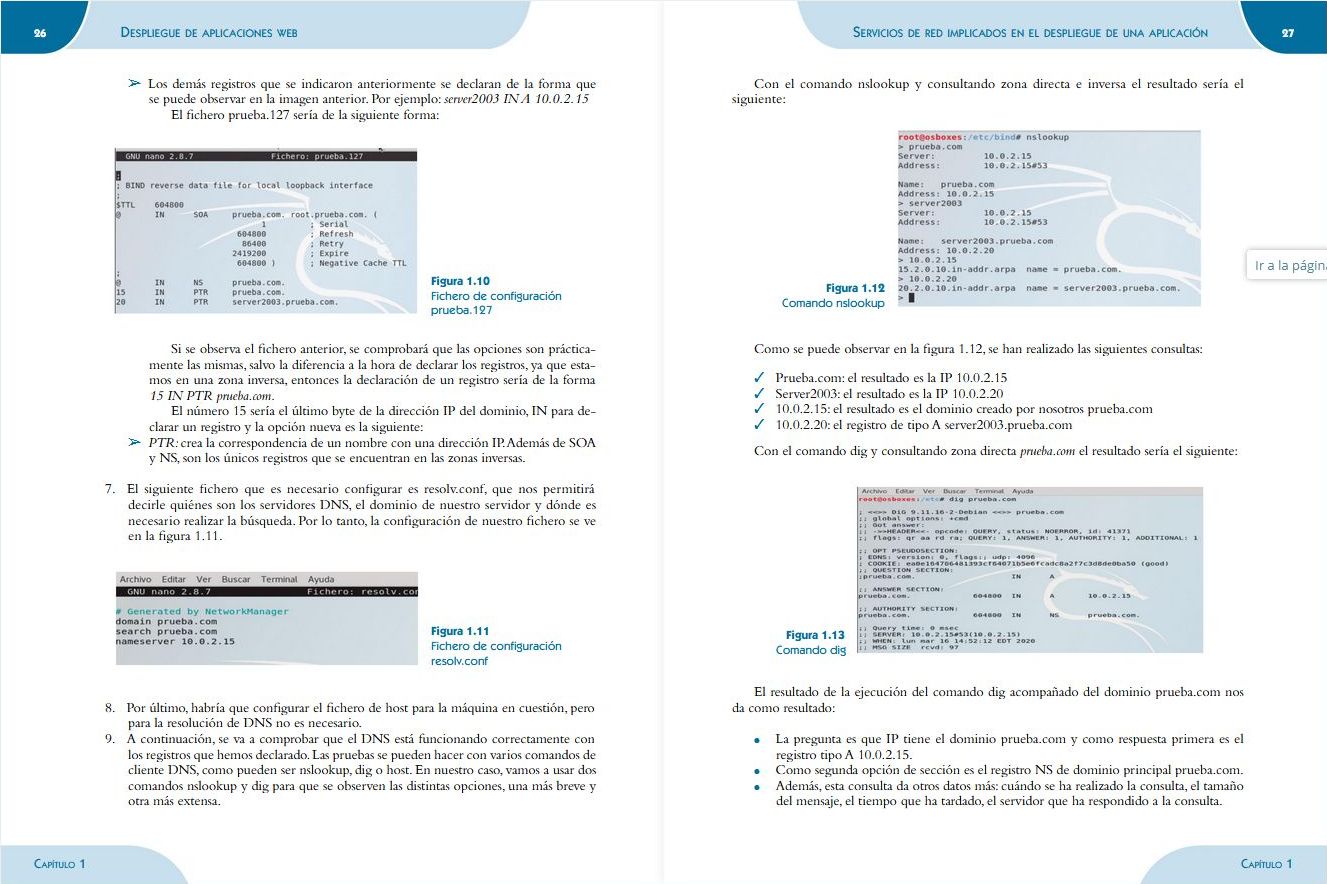 26
DESPLIEGUE DE APLICACIONES WEB
➢ Los demás registros que se indicaron anteriormente se declaran de la forma que
se puede observar en la imagen anterior. Por ejemplo: server2003 IN A 10.0.2.15
El fichero prueba.127 sería de la siguiente forma:
GNU nano 2.8.7 Fichero: prueba.127
;
; BIND reverse data file for local loopback interface
;
$TTL 604800
@ IN SOA prueba.com. root.prueba.com. (
1 ; Serial
604800 ; Refresh
86400 ; Retry
2419200 ; Expire
604800 ) ; Negative Cache TTL
;
@ IN NS prueba.com.
15 IN PTR prueba.com.
20 IN PTR server2003.prueba.com.
Figura 1.10
Fichero de configuración
prueba.127
Si se observa el fichero anterior, se comprobará que las opciones son práctica-
mente las mismas, salvo la diferencia a la hora de declarar los registros, ya que esta-
mos en una zona inversa, entonces la declaración de un registro sería de la forma
15 IN PTR prueba.com.
El número 15 sería el último byte de la dirección IP del dominio, IN para de-
clarar un registro y la opción nueva es la siguiente:
➢ PTR: crea la correspondencia de un nombre con una dirección IP. Además de SOA
y NS, son los únicos registros que se encuentran en las zonas inversas.
7. El siguiente fichero que es necesario configurar es resolv.conf, que nos permitirá
decirle quiénes son los servidores DNS, el dominio de nuestro servidor y dónde es
necesario realizar la búsqueda. Por lo tanto, la configuración de nuestro fichero se ve
en la figura 1.11.
Archivo Editar Ver Buscar Terminal Ayuda
GNU nano 2.8.7 Fichero: resolv.con
# Generated by NetworkManager
domain prueba.com
search prueba.com
nameserver 10.0.2.15
Figura 1.11
Fichero de configuración
resolv.conf
8. Por último, habría que configurar el fichero de host para la máquina en cuestión, pero
para la resolución de DNS no es necesario.
9. A continuación, se va a comprobar que el DNS está funcionando correctamente con
los registros que hemos declarado. Las pruebas se pueden hacer con varios comandos de
cliente DNS, como pueden ser nslookup, dig o host. En nuestro caso, vamos a usar dos
comandos nslookup y dig para que se observen las distintas opciones, una más breve y
otra más extensa.
CAPÍTULO 1
SERVICIOS DE RED IMPLICADOS EN EL DESPLIEGUE DE UNA APLICACIÓN
27
Con el comando nslookup y consultando zona directa e inversa el resultado sería el
siguiente:
root@osboxes:/etc/bind# nslookup
> prueba.com
Server: 10.0.2.15
Address: 10.0.2.15#53
Name: prueba.com
Address: 10.0.2.15
> server2003
Server: 10.0.2.15
Address: 10.0.2.15#53
Name: server2003.prueba.com
Address: 10.0.2.20
> 10.0.2.15
15.2.0.10.in-addr.arpa name = prueba.com.
> 10.0.2.20
20.2.0.10.in-addr.arpa name = server2003.prueba.com.
>
Ir a la págin
Figura 1.12
Comando nslookup
Como se puede observar en la figura 1.12, se han realizado las siguientes consultas:
✓ Prueba.com: el resultado es la IP 10.0.2.15
✓ Server2003: el resultado es la IP 10.0.2.20
✓ 10.0.2.15: el resultado es el dominio creado por nosotros prueba.com
✓ 10.0.2.20: el registro de tipo A server2003.prueba.com
Con el comando dig y consultando zona directa prueba.com el resultado sería el siguiente:
Archivo Editar Ver Buscar Terminal Ayuda
root@osboxes:/etc# dig prueba.com
; <<>> DiG 9.11.16-2-Debian <<>> prueba.com
;; global options: +cmd
;; Got answer:
;; ->>HEADER<<- opcode: QUERY, status: NOERROR, id: 41371
;; flags: qr aa rd ra; QUERY: 1, ANSWER: 1, AUTHORITY: 1, ADDITIONAL: 1
;; OPT PSEUDOSECTION:
; EDNS: version: 0, flags:; udp: 4096
; COOKIE: (good)
;; QUESTION SECTION:
;prueba.com. IN A
;; ANSWER SECTION:
prueba.com. 604800 IN A 10.0.2.15
;; AUTHORITY SECTION:
prueba.com. 604800 IN NS prueba.com.
;; Query time: 0 msec
;; SERVER: 10.0.2.15#53(10.0.2.15)
;; WHEN: lun mar 16 14:52:12 EDT 2020
;; MSG SIZE rcvd: 97
Figura 1.13
Comando dig
El resultado de la ejecución del comando dig acompañado del dominio prueba.com nos
da como resultado:
● La pregunta es que IP tiene el dominio prueba.com y como respuesta primera es el
registro tipo A 10.0.2.15.
● Como segunda opción de sección es el registro NS de dominio principal prueba.com.
● Además, esta consulta da otros datos más: cuándo se ha realizado la consulta, el tamaño
del mensaje, el tiempo que ha tardado, el servidor que ha respondido a la consulta.
CAPÍTULO 1